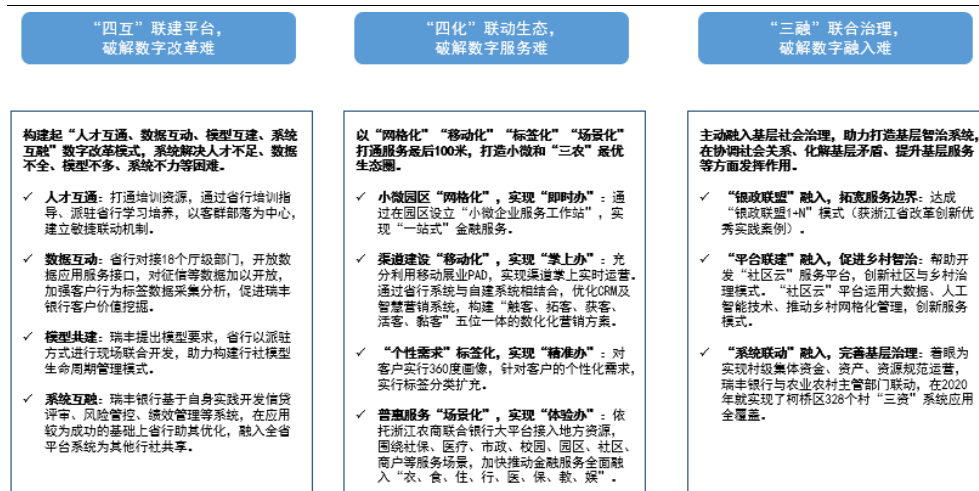 “四互”联建平台，
破解数字改革难
“四化”联动生态，
破解数字服务难
“三融”联合治理，
破解数字融入难
构建起“人才互通、数据互动、模型互建、系统
互融”数字改革模式，系统解决人才不足、数据
不全、模型不多、系统不力等困难。
✓ 人才互通：打通培训资源，通过省行培训指
导、派驻省行学习培养，以客群部落为中心，
建立敏捷联动机制。
✓ 数据互动：省行对接18个厅级部门，开放数
据应用服务接口，对征信等数据加以开放，
加强客户行为标签数据采集分析，促进瑞丰
银行客户价值挖掘。
✓ 模型共建：瑞丰提出模型要求，省行以派驻
方式进行现场联合开发，助力构建行社模型
生命周期管理模式。
✓ 系统互融：瑞丰银行基于自身实践开发信贷
评审、风险管控、绩效管理等系统，在应用
较为成功的基础上省行助其优化，融入全省
平台系统为其他行社共享。
以“网格化”“移动化”“标签化”“场景化”
打通服务最后100米，打造小微和“三农”最优
生态圈。
✓ 小微园区“网格化”，实现“即时办”：通
过在园区设立“小微企业服务工作站”，实
现“一站式”金融服务。
✓ 渠道建设“移动化”，实现“掌上办”：充
分利用移动展业PAD，实现渠道掌上实时运营。
通过省行系统与自建系统相结合，优化CRM及
智慧营销系统，构建“触客、拓客、获客、
活客、黏客”五位一体的数化化营销方案。
✓ “个性需求”标签化，实现“精准办”：对
客户实行360度画像，针对客户的个性化需求，
实行标签分类扩充。
✓ 普惠服务“场景化”，实现“体验办”：依
托浙江农商联合银行大平台接入地方资源，
围绕社保、医疗、市政、校园、园区、社区、
商户等服务场景，加快推动金融服务全面融
入“衣、食、住、行、医、保、教、娱”。
主动融入基层社会治理，助力打造基层智治系统，
在协调社会关系、化解基层矛盾、提升基层服务
等方面发挥作用。
✓ “银政联盟”融入，拓宽服务边界：达成
“银政联盟1+N”模式（获浙江省改革创新优
秀实践案例）。
✓ “平台联建”融入，促进乡村智治：帮助开
发“社区云”服务平台，创新社区与乡村治
理模式。“社区云”平台运用大数据、人工
智能技术、推动乡村网格化管理，创新服务
模式。
✓ “系统联动”融入，完善基层治理：着眼为
实现村级集体资金、资产、资源规范运营，
瑞丰银行与农业农村主管部门联动，在2020
年就实现了柯桥区328个村“三资”系统应用
全覆盖。